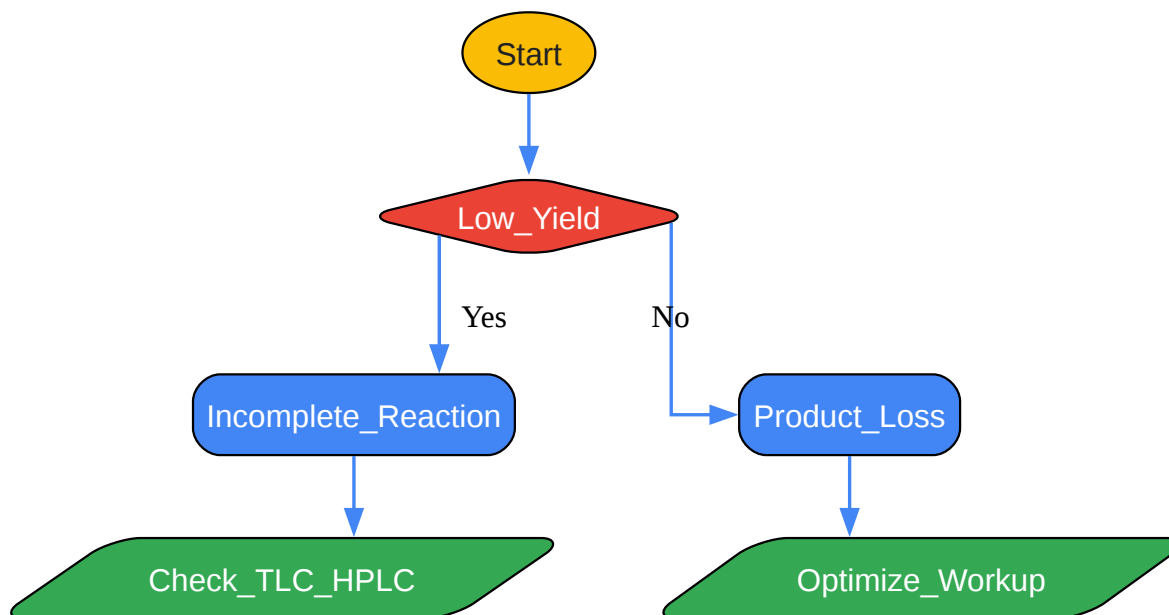 Start
Low_Yield
Yes
No
Incomplete_Reaction
Product_Loss
Check_TLC_HPLC
Optimize_Workup